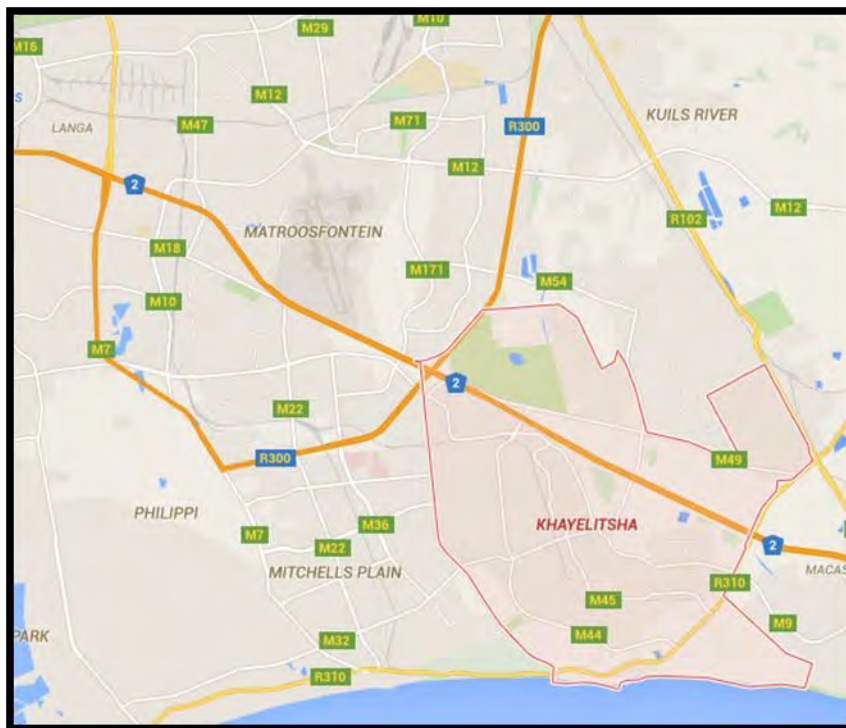 M10
M29
M16
M12
KUILS RIVER
M47
M71
LANGA
R300
M12
2
M12
R102
MATROOSFONTEIN
M18
M171
M54
M10
M7
2
M22
R300
M49
PHILIPPI
M36
KHAYELITSHA
M7
M22
2
MITCHELLS PLAIN
MACAS
R310
M45
M9
M44
PARK
M32
R310